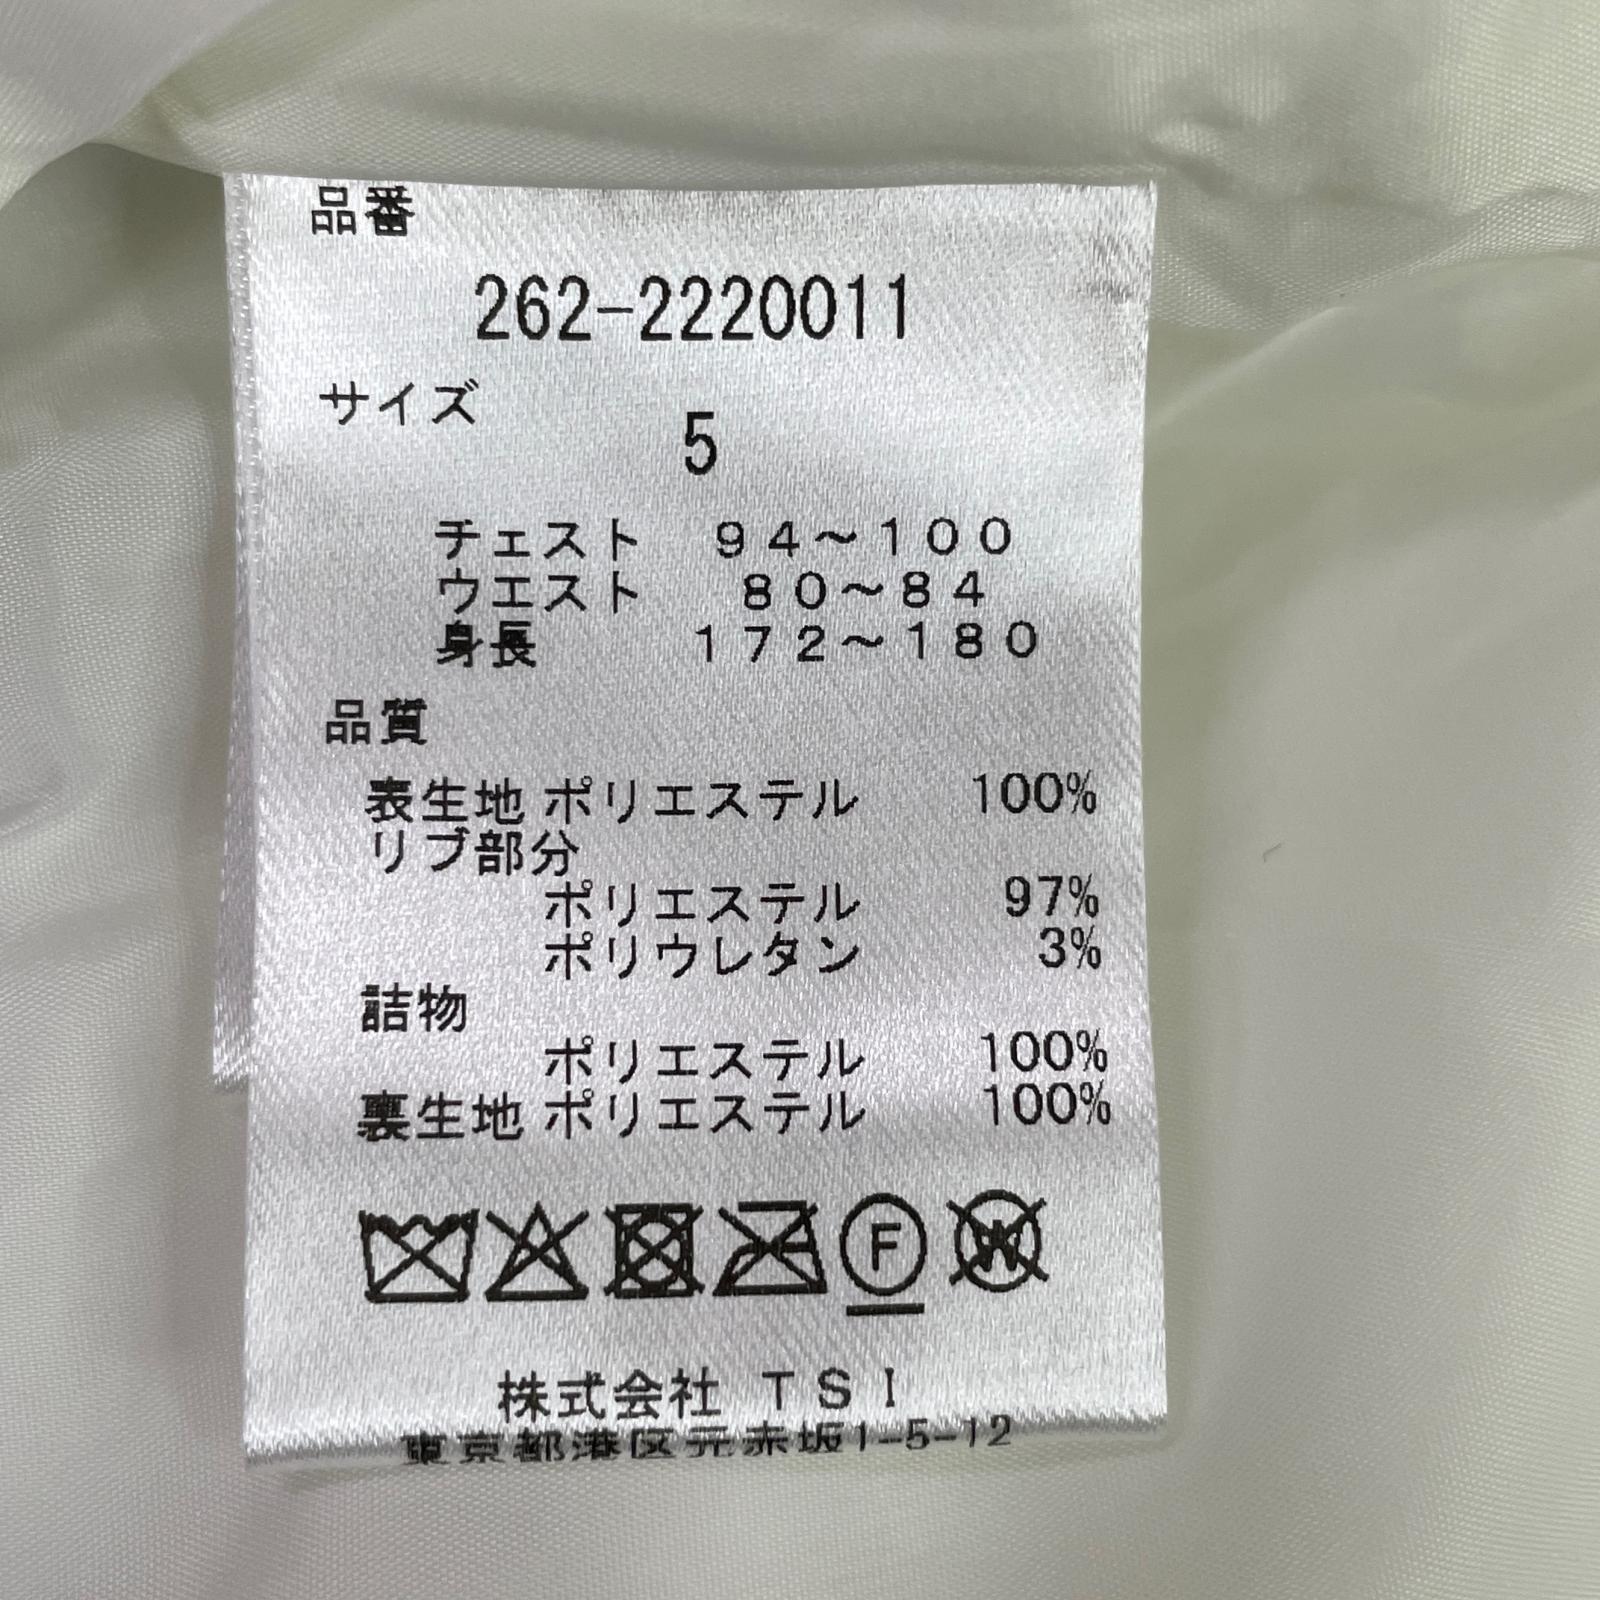 品番
262-2220011
サイズ
5
チェスト 94～100
ウエスト 80～84
身長 172～180
品質
表生地 ポリエステル 100%
リブ部分
ポリエステル 97%
ポリウレタン 3%
詰物
ポリエステル 100%
裏生地 ポリエステル 100%
F W
株式会社 TSI
東京都港区元赤坂1-5-12